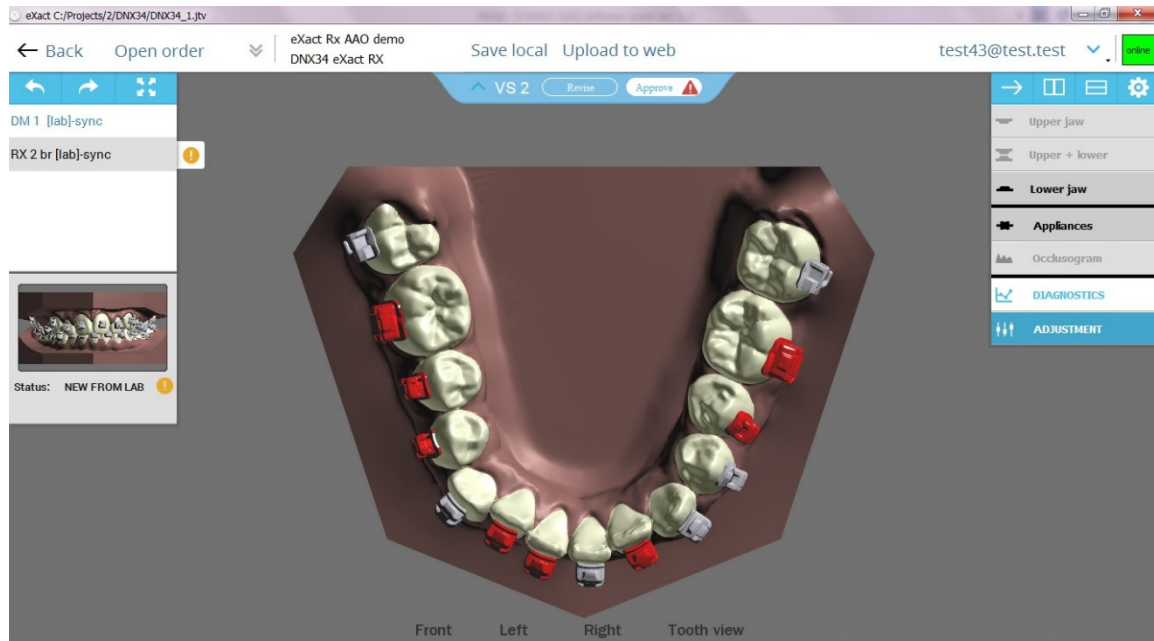 eXact C:/Projects/2/DNX34/DNX34_1.jtv
Back Open order
eXact Rx AAO demo
DNX34 eXact RX
Save local Upload to web
test43@test.test
online
VS 2 Revise Approve
DM 1 [lab]-sync
RX 2 br [lab]-sync
Status: NEW FROM LAB
Upper jaw
Upper + lower
Lower jaw
Appliances
Occlusogram
DIAGNOSTICS
ADJUSTMENT
Front Left Right Tooth view